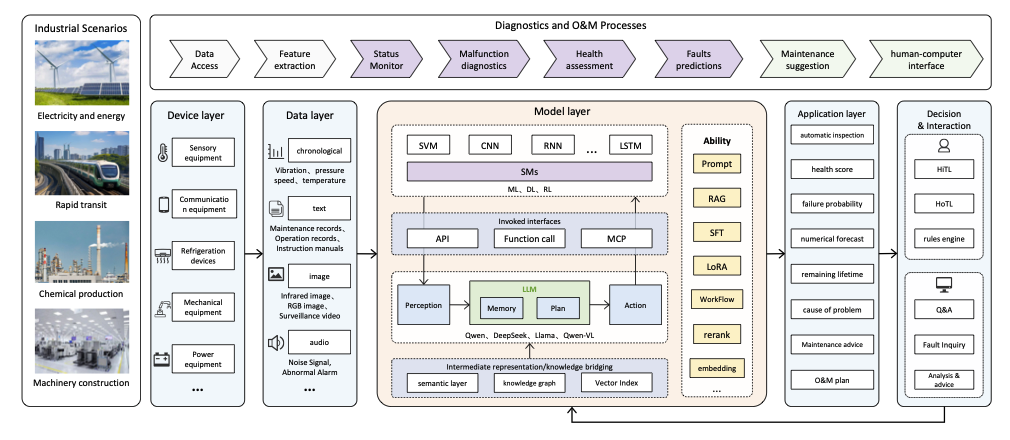 Industrial Scenarios
Electricity and energy
Rapid transit
Chemical production
Machinery construction
Diagnostics and O&M Processes
Data
Access
Feature
extraction
Status
Monitor
Malfunction
diagnostics
Health
assessment
Faults
predictions
Maintenance
suggestion
human-computer
interface
Device layer
Sensory
equipment
Communicatio
n equipment
Refrigeration
devices
Mechanical
equipment
Power
equipment
...
Data layer
chronological
Vibration、pressure
speed、temperature
text
Maintenance records、
Operation records、
Instruction manuals
image
Infrared image、
RGB image、
Surveillance video
audio
Noise Signal、
Abnormal Alarm
...
Model layer
SVM
CNN
RNN
...
LSTM
SMs
ML、DL、RL
Invoked interfaces
API
Function call
MCP
Perception
LLM
Memory
Plan
Action
Qwen、DeepSeek、Llama、Qwen-VL
Intermediate representation/knowledge bridging
semantic layer
knowledge graph
Vector Index
Ability
Prompt
RAG
SFT
LoRA
WorkFlow
rerank
embedding
...
Application layer
automatic inspection
health score
failure probability
numerical forecast
remaining lifetime
cause of problem
Maintenance advice
O&M plan
Decision
& Interaction
HiTL
HoTL
rules engine
Q&A
Fault Inquiry
Analysis &
advice